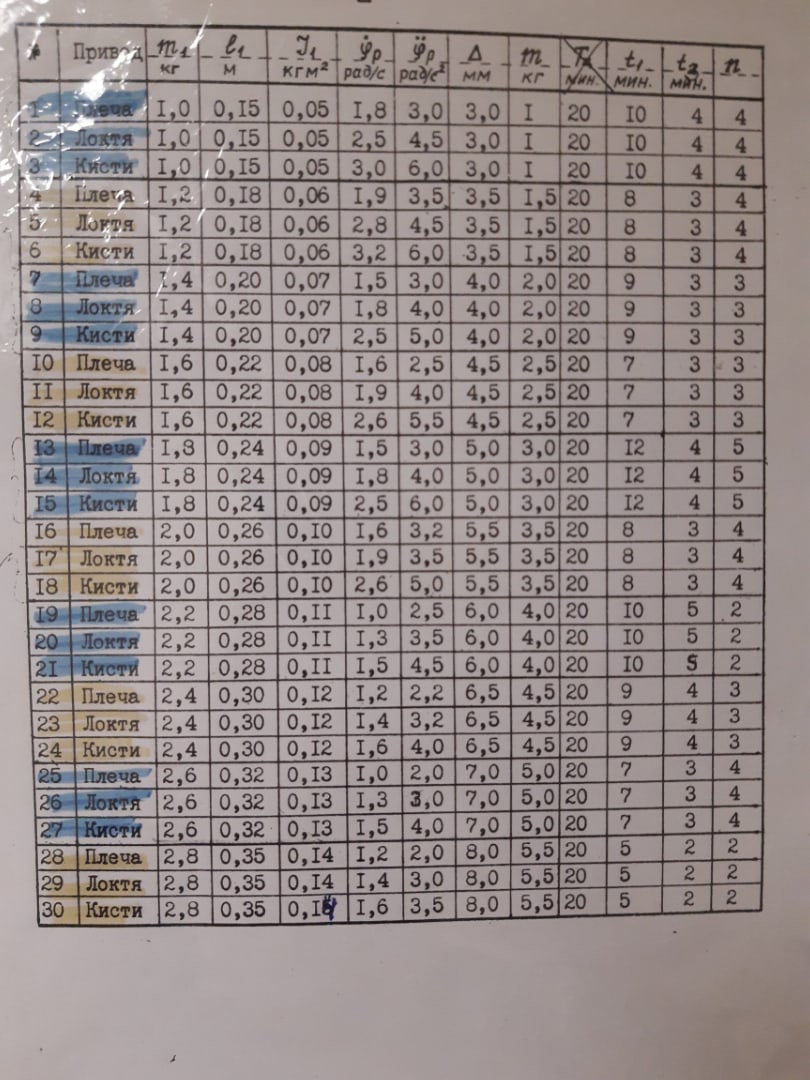 # Привод m₁ кг l₁ м J₁ кгм² φ̇р рад/с φ̈р рад/с² Δ мм m кг Т мин. t₁ мин. t₂ мин. n
1 Плеча I,0 0,I5 0,05 I,8 3,0 3,0 I 20 I0 4 4
2 Локтя I,0 0,I5 0,05 2,5 4,5 3,0 I 20 I0 4 4
3 Кисти I,0 0,I5 0,05 3,0 6,0 3,0 I 20 I0 4 4
4 Плеча I,2 0,I8 0,06 I,9 3,5 3,5 I,5 20 8 3 4
5 Локтя I,2 0,I8 0,06 2,8 4,5 3,5 I,5 20 8 3 4
6 Кисти I,2 0,I8 0,06 3,2 6,0 3,5 I,5 20 8 3 4
7 Плеча I,4 0,20 0,07 I,5 3,0 4,0 2,0 20 9 3 3
8 Локтя I,4 0,20 0,07 I,8 4,0 4,0 2,0 20 9 3 3
9 Кисти I,4 0,20 0,07 2,5 5,0 4,0 2,0 20 9 3 3
I0 Плеча I,6 0,22 0,08 I,6 2,5 4,5 2,5 20 7 3 3
II Локтя I,6 0,22 0,08 I,9 4,0 4,5 2,5 20 7 3 3
I2 Кисти I,6 0,22 0,08 2,6 5,5 4,5 2,5 20 7 3 3
I3 Плеча I,8 0,24 0,09 I,5 3,0 5,0 3,0 20 I2 4 5
I4 Локтя I,8 0,24 0,09 I,8 4,0 5,0 3,0 20 I2 4 5
I5 Кисти I,8 0,24 0,09 2,5 6,0 5,0 3,0 20 I2 4 5
I6 Плеча 2,0 0,26 0,I0 I,6 3,2 5,5 3,5 20 8 3 4
I7 Локтя 2,0 0,26 0,I0 I,9 3,5 5,5 3,5 20 8 3 4
I8 Кисти 2,0 0,26 0,I0 2,6 5,0 5,5 3,5 20 8 3 4
I9 Плеча 2,2 0,28 0,II I,0 2,5 6,0 4,0 20 I0 5 2
20 Локтя 2,2 0,28 0,II I,3 3,5 6,0 4,0 20 I0 5 2
2I Кисти 2,2 0,28 0,II I,5 4,5 6,0 4,0 20 I0 5 2
22 Плеча 2,4 0,30 0,I2 I,2 2,2 6,5 4,5 20 9 4 3
23 Локтя 2,4 0,30 0,I2 I,4 3,2 6,5 4,5 20 9 4 3
24 Кисти 2,4 0,30 0,I2 I,6 4,0 6,5 4,5 20 9 4 3
25 Плеча 2,6 0,32 0,I3 I,0 2,0 7,0 5,0 20 7 3 4
26 Локтя 2,6 0,32 0,I3 I,3 3,0 7,0 5,0 20 7 3 4
27 Кисти 2,6 0,32 0,I3 I,5 4,0 7,0 5,0 20 7 3 4
28 Плеча 2,8 0,35 0,I4 I,2 2,0 8,0 5,5 20 5 2 2
29 Локтя 2,8 0,35 0,I4 I,4 3,0 8,0 5,5 20 5 2 2
30 Кисти 2,8 0,35 0,I4 I,6 3,5 8,0 5,5 20 5 2 2